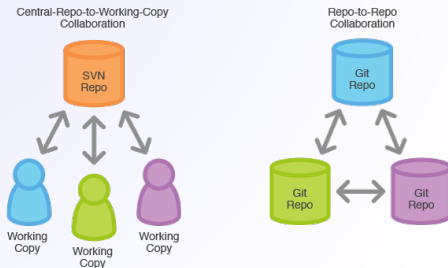 Central-Repo-to-Working-Copy
Collaboration
SVN
Repo
Working
Copy
Working
Copy
Working
Copy
Repo-to-Repo
Collaboration
Git
Repo
Git
Repo
Git
Repo